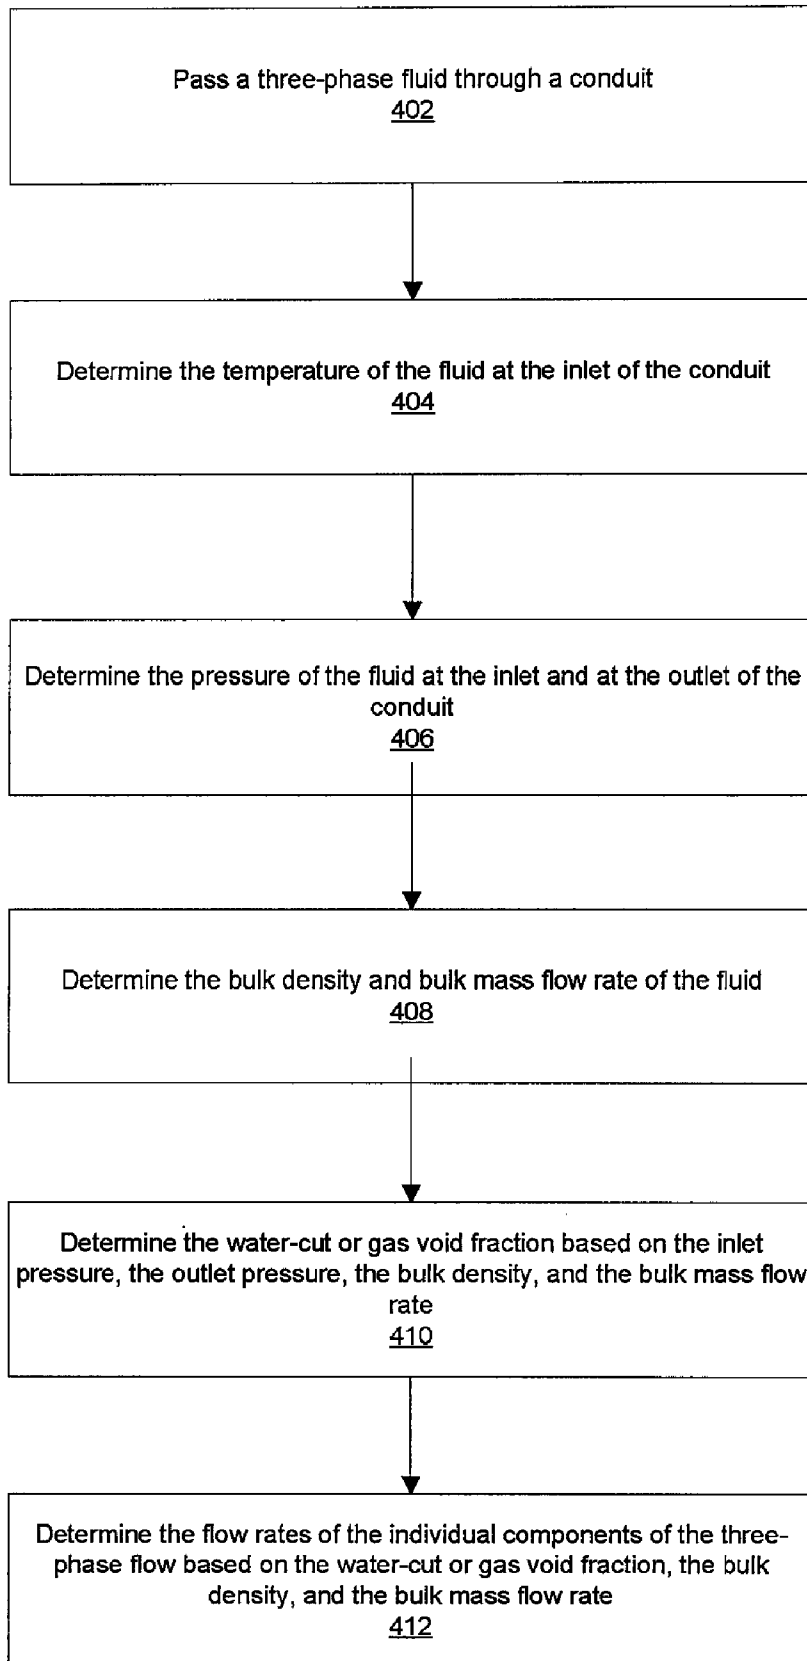 Pass a three-phase fluid through a conduit
402
Determine the temperature of the fluid at the inlet of the conduit
404
Determine the pressure of the fluid at the inlet and at the outlet of the
conduit
406
Determine the bulk density and bulk mass flow rate of the fluid
408
Determine the water-cut or gas void fraction based on the inlet
pressure, the outlet pressure, the bulk density, and the bulk mass flow
rate
410
Determine the flow rates of the individual components of the three-
phase flow based on the water-cut or gas void fraction, the bulk
density, and the bulk mass flow rate
412